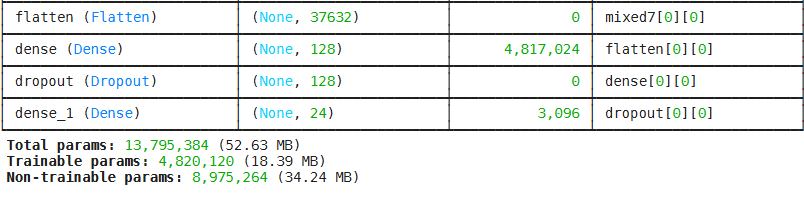 flatten (Flatten) (None, 37632) 0 mixed7[0][0]
dense (Dense) (None, 128) 4,817,024 flatten[0][0]
dropout (Dropout) (None, 128) 0 dense[0][0]
dense_1 (Dense) (None, 24) 3,096 dropout[0][0]
Total params: 13,795,384 (52.63 MB)
Trainable params: 4,820,120 (18.39 MB)
Non-trainable params: 8,975,264 (34.24 MB)